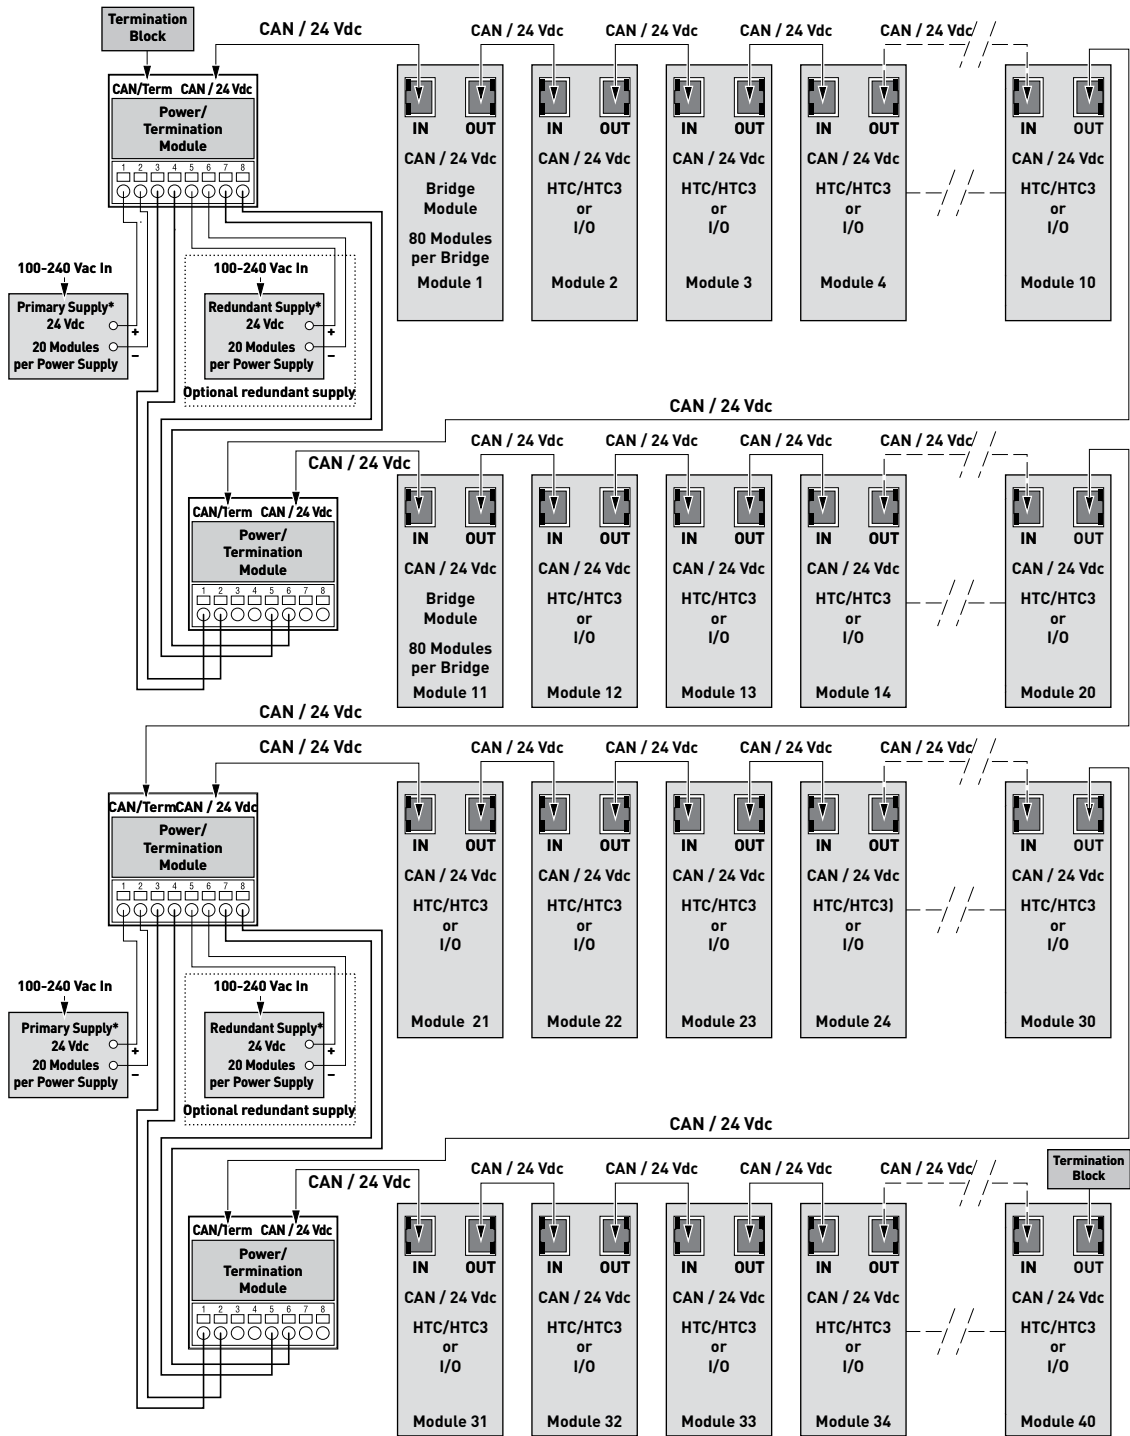 Termination
Block
CAN / 24 Vdc
CAN / 24 Vdc
CAN / 24 Vdc
CAN / 24 Vdc
CAN / 24 Vdc
CAN/Term CAN / 24 Vdc
Power/
Termination
Module
1 2 3 4 5 6 7 8
IN OUT
CAN / 24 Vdc
Bridge
Module
80 Modules
per Bridge
Module 1
IN OUT
CAN / 24 Vdc
HTC/HTC3
or
I/O
Module 2
IN OUT
CAN / 24 Vdc
HTC/HTC3
or
I/O
Module 3
IN OUT
CAN / 24 Vdc
HTC/HTC3
or
I/O
Module 4
IN OUT
CAN / 24 Vdc
HTC/HTC3
or
I/O
Module 10
100-240 Vac In
Primary Supply*
24 Vdc
+
20 Modules
–
per Power Supply
100-240 Vac In
Redundant Supply*
24 Vdc
+
20 Modules
–
per Power Supply
Optional redundant supply
CAN / 24 Vdc
CAN / 24 Vdc
CAN / 24 Vdc
CAN / 24 Vdc
CAN / 24 Vdc
CAN / 24 Vdc
CAN/Term CAN / 24 Vdc
Power/
Termination
Module
1 2 3 4 5 6 7 8
IN OUT
CAN / 24 Vdc
Bridge
Module
80 Modules
per Bridge
Module 11
IN OUT
CAN / 24 Vdc
HTC/HTC3
or
I/O
Module 12
IN OUT
CAN / 24 Vdc
HTC/HTC3
or
I/O
Module 13
IN OUT
CAN / 24 Vdc
HTC/HTC3
or
I/O
Module 14
IN OUT
CAN / 24 Vdc
HTC/HTC3
or
I/O
Module 20
CAN / 24 Vdc
CAN / 24 Vdc
CAN / 24 Vdc
CAN / 24 Vdc
CAN / 24 Vdc
CAN / 24 Vdc
CAN/TermCAN / 24 Vdc
Power/
Termination
Module
1 2 3 4 5 6 7 8
IN OUT
CAN / 24 Vdc
HTC/HTC3
or
I/O
Module 21
IN OUT
CAN / 24 Vdc
HTC/HTC3
or
I/O
Module 22
IN OUT
CAN / 24 Vdc
HTC/HTC3
or
I/O
Module 23
IN OUT
CAN / 24 Vdc
HTC/HTC3)
or
I/O
Module 24
IN OUT
CAN / 24 Vdc
HTC/HTC3
or
I/O
Module 30
100-240 Vac In
Primary Supply*
24 Vdc
+
20 Modules
–
per Power Supply
100-240 Vac In
Redundant Supply*
24 Vdc
+
20 Modules
–
per Power Supply
Optional redundant supply
CAN / 24 Vdc
CAN / 24 Vdc
CAN / 24 Vdc
CAN / 24 Vdc
CAN / 24 Vdc
CAN / 24 Vdc
Termination
Block
CAN/Term CAN / 24 Vdc
Power/
Termination
Module
1 2 3 4 5 6 7 8
IN OUT
CAN / 24 Vdc
HTC/HTC3
or
I/O
Module 31
IN OUT
CAN / 24 Vdc
HTC/HTC3
or
I/O
Module 32
IN OUT
CAN / 24 Vdc
HTC/HTC3
or
I/O
Module 33
IN OUT
CAN / 24 Vdc
HTC/HTC3
or
I/O
Module 34
IN OUT
CAN / 24 Vdc
HTC/HTC3
or
I/O
Module 40